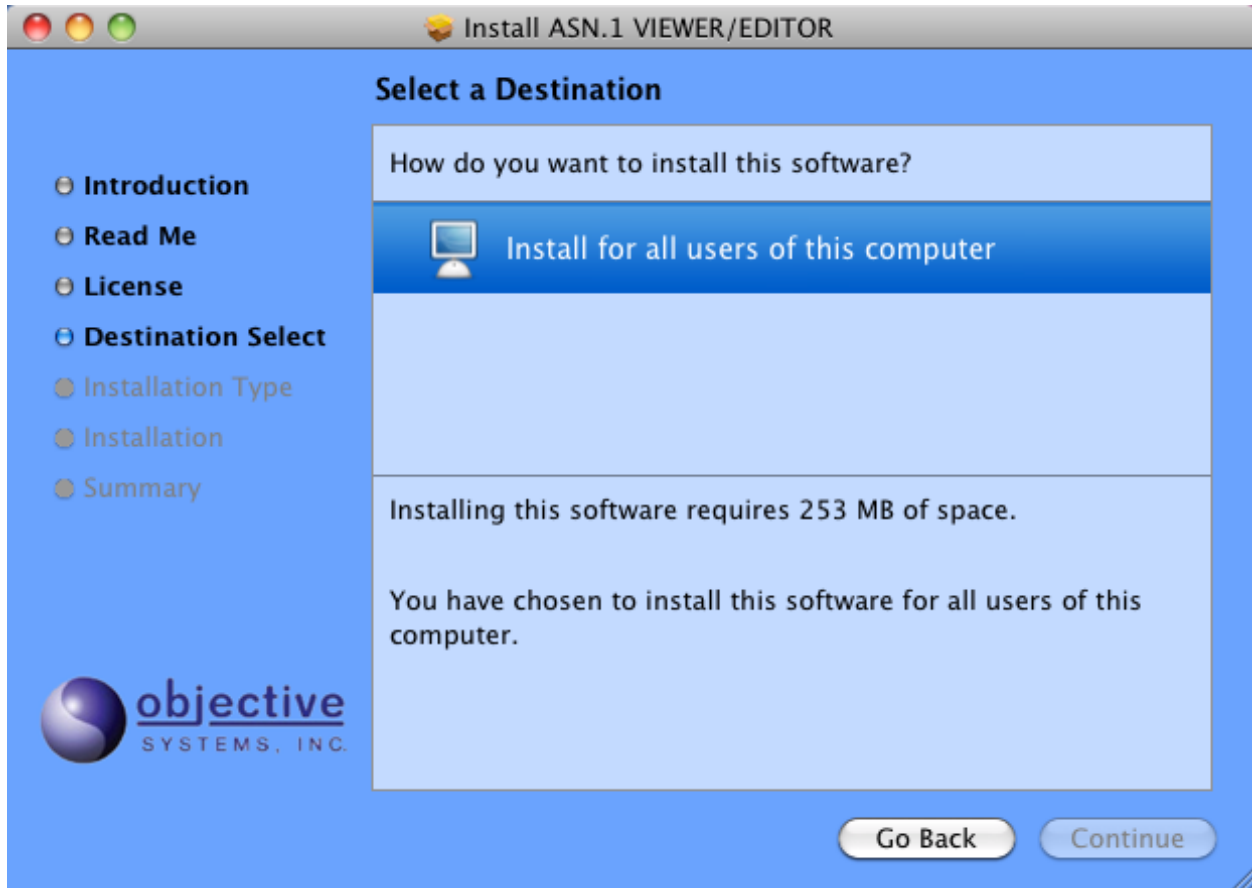 Install ASN.1 VIEWER/EDITOR
Select a Destination
Introduction
Read Me
License
Destination Select
Installation Type
Installation
Summary
How do you want to install this software?
Install for all users of this computer
Installing this software requires 253 MB of space.
You have chosen to install this software for all users of this
computer.
objective
SYSTEMS, INC.
Go Back
Continue